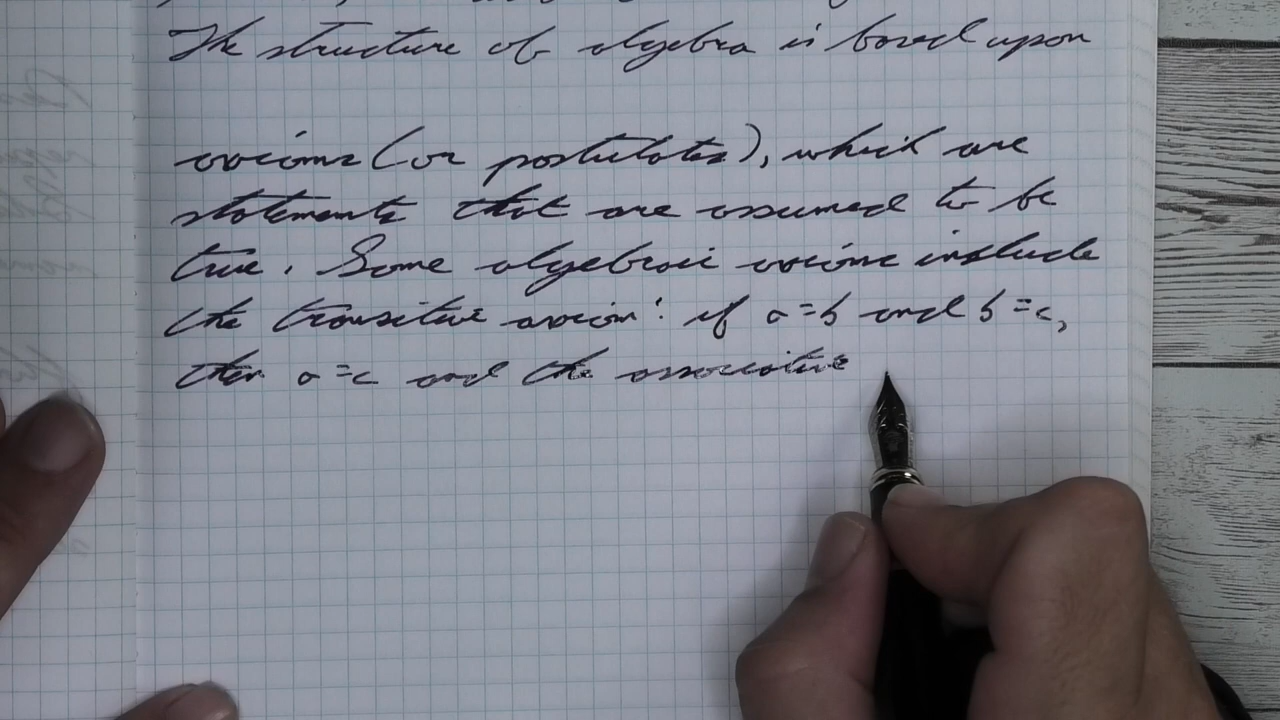 The structure of algebra is based upon
axioms (or postulates), which are
statements that are assumed to be
true. Some algebraic axioms include
the transitive axiom: if a=b and b=c,
then a=c and the associative